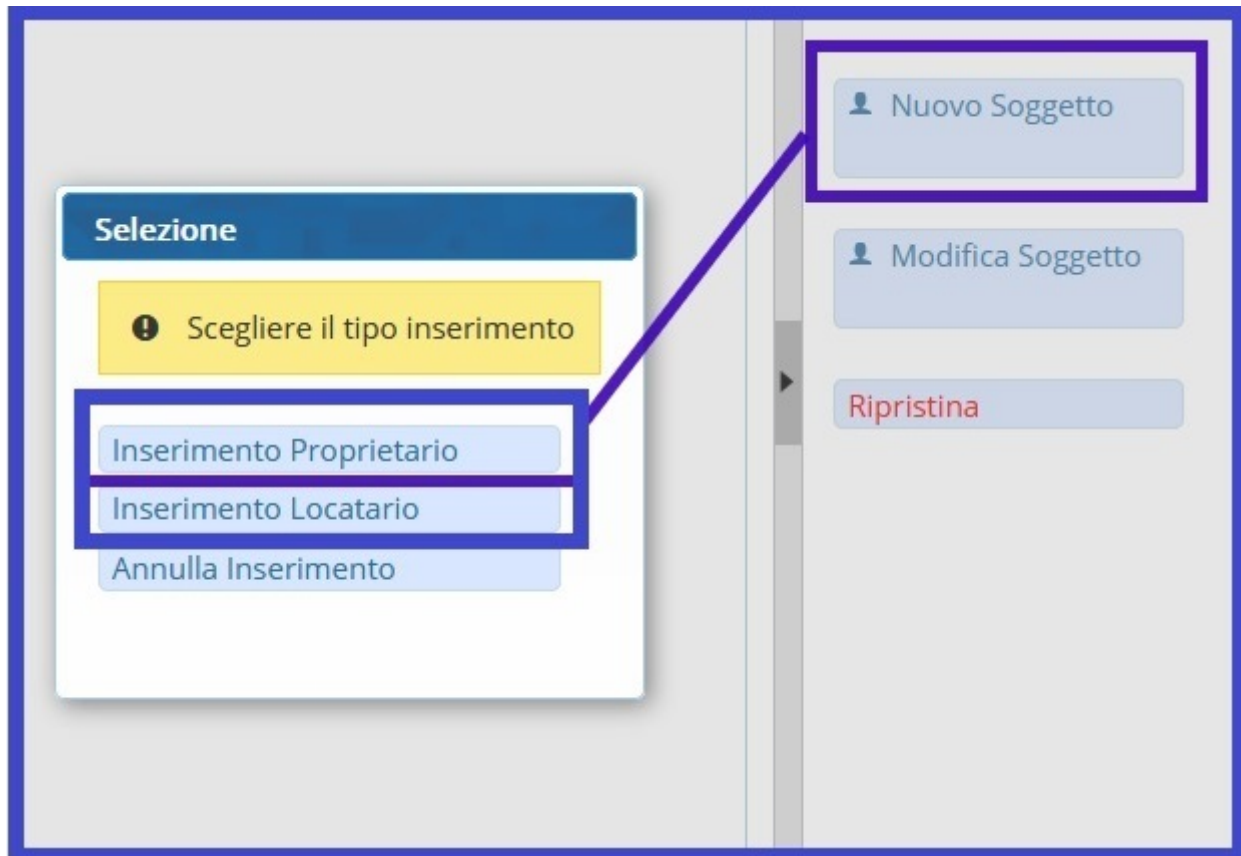 Nuovo Soggetto
Modifica Soggetto
Ripristina
Selezione
Scegliere il tipo inserimento
Inserimento Proprietario
Inserimento Locatario
Annulla Inserimento